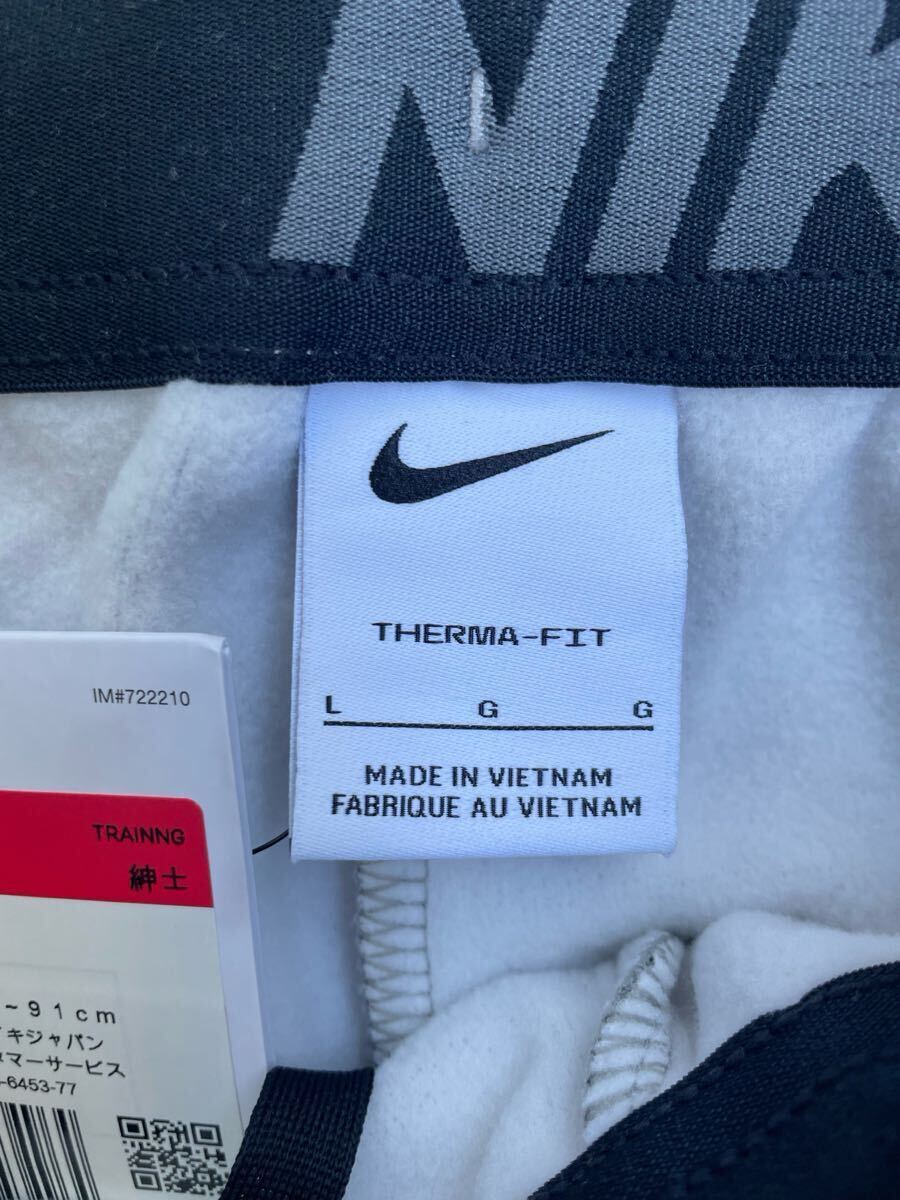 NIK
THERMA-FIT
L G G
MADE IN VIETNAM
FABRIQUE AU VIETNAM
IM#722210
TRAINNG
紳士
~91cm
キジャパン
マーサービス
-6453-77